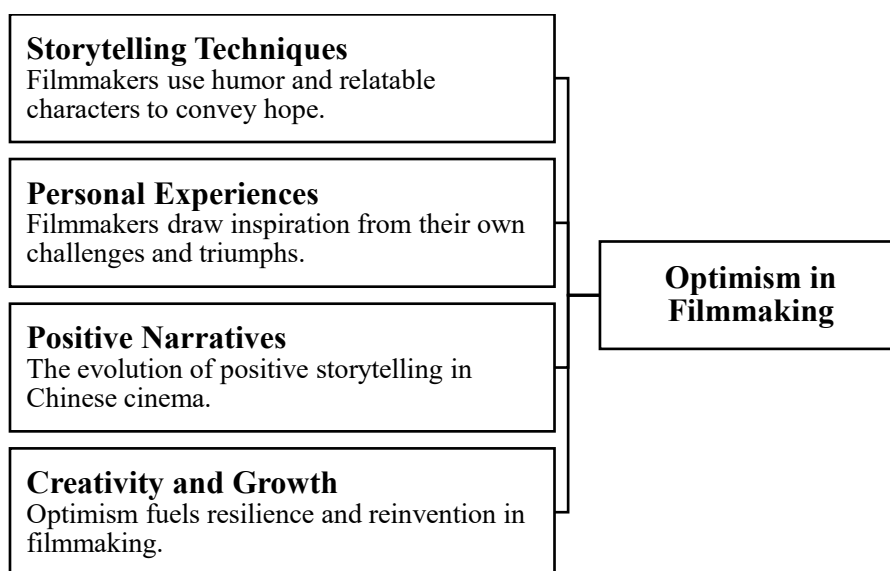 Storytelling Techniques
Filmmakers use humor and relatable
characters to convey hope.
Personal Experiences
Filmmakers draw inspiration from their own
challenges and triumphs.
Positive Narratives
The evolution of positive storytelling in
Chinese cinema.
Creativity and Growth
Optimism fuels resilience and reinvention in
filmmaking.
Optimism in
Filmmaking